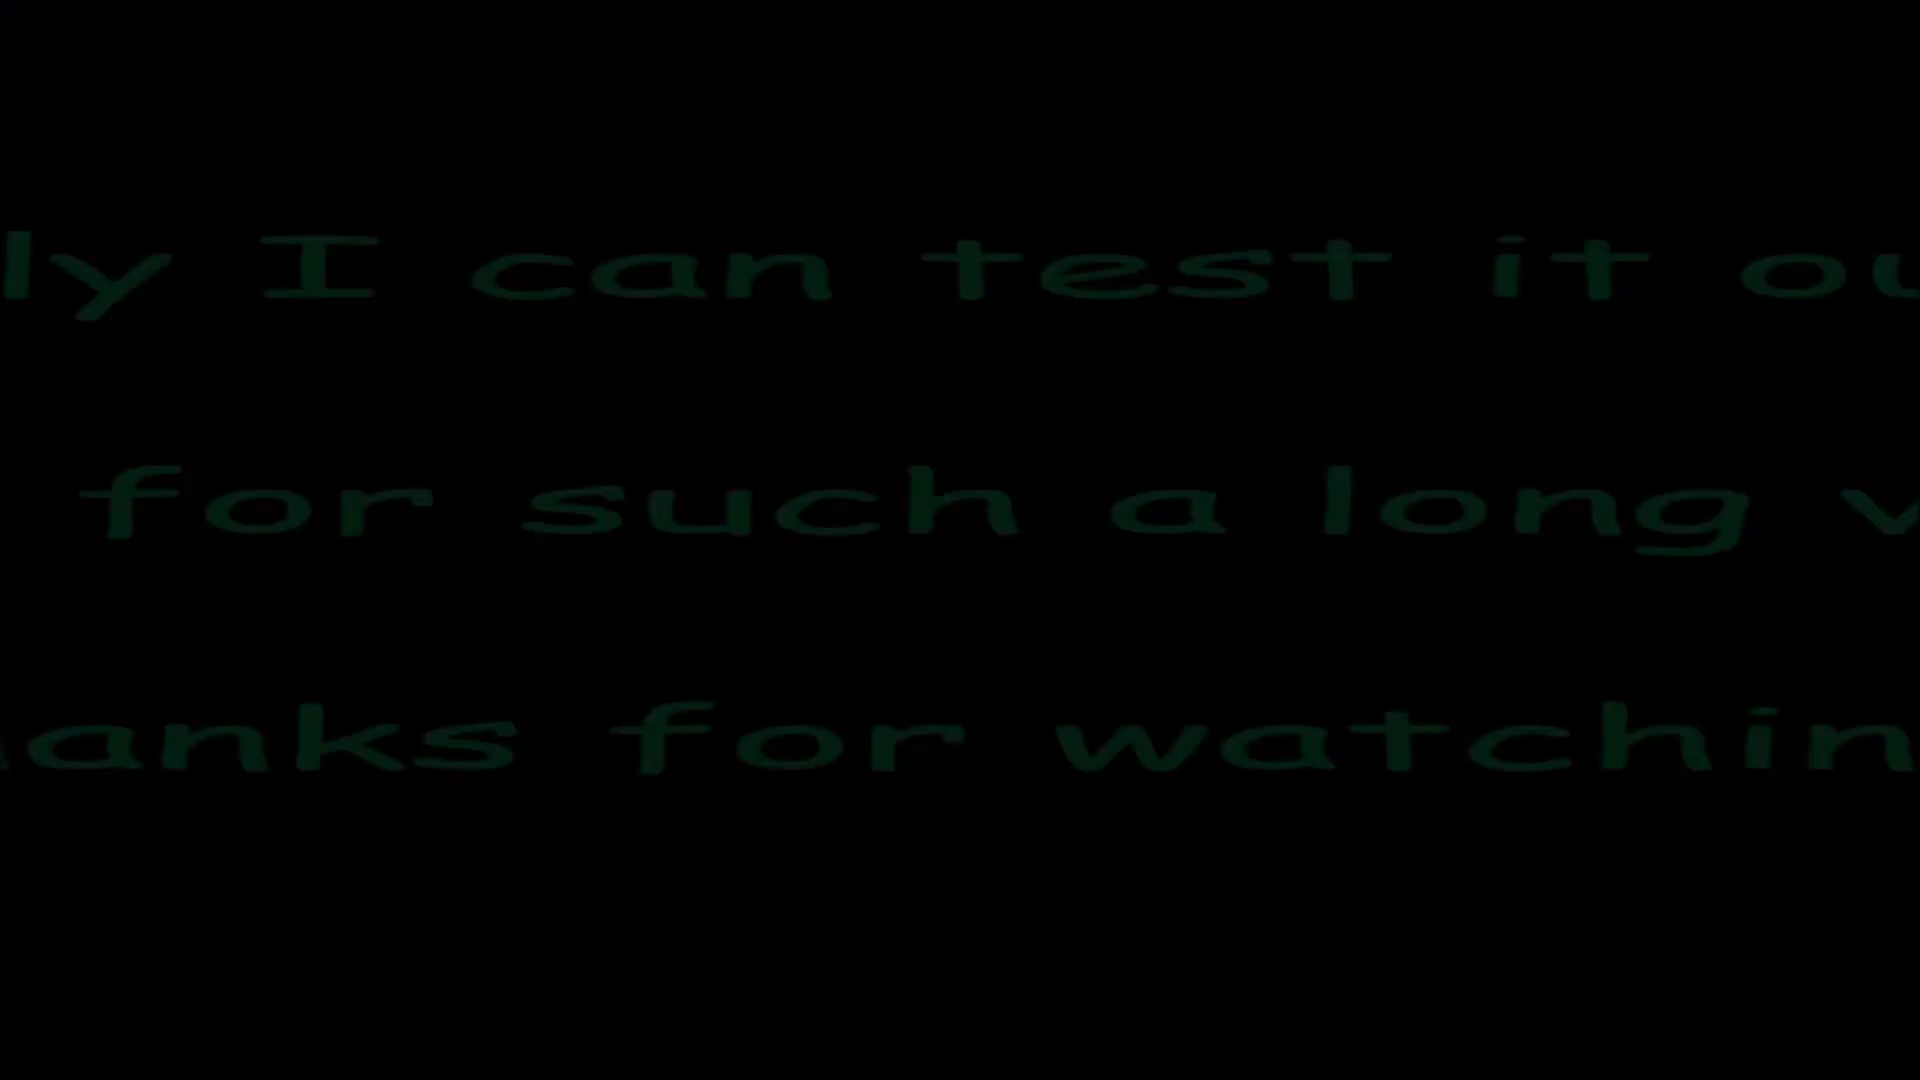 ly I can test it ou
for such a long v
anks for watchin